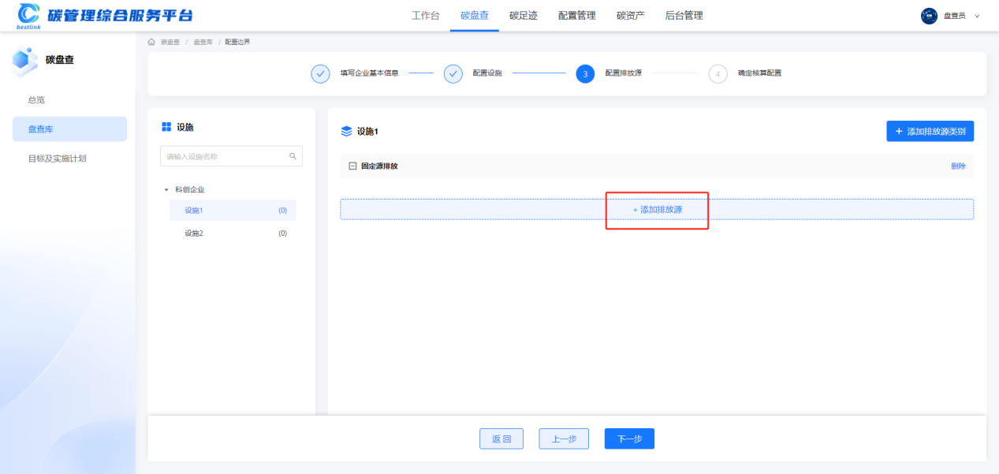 bestlink
碳管理综合服务平台
工作台
碳盘查
碳足迹
配置管理
碳资产
后台管理
盘查员
碳盘查
总览
盘查库
目标及实施计划
碳盘查 / 盘查库 / 配置边界
填写企业基本信息
配置设施
3 配置排放源
4 确定核算配置
设施
请输入设施名称
科创企业
设施1 (0)
设施2 (0)
设施1
+ 添加排放源类别
固定源排放
删除
+ 添加排放源
返 回
上一步
下一步